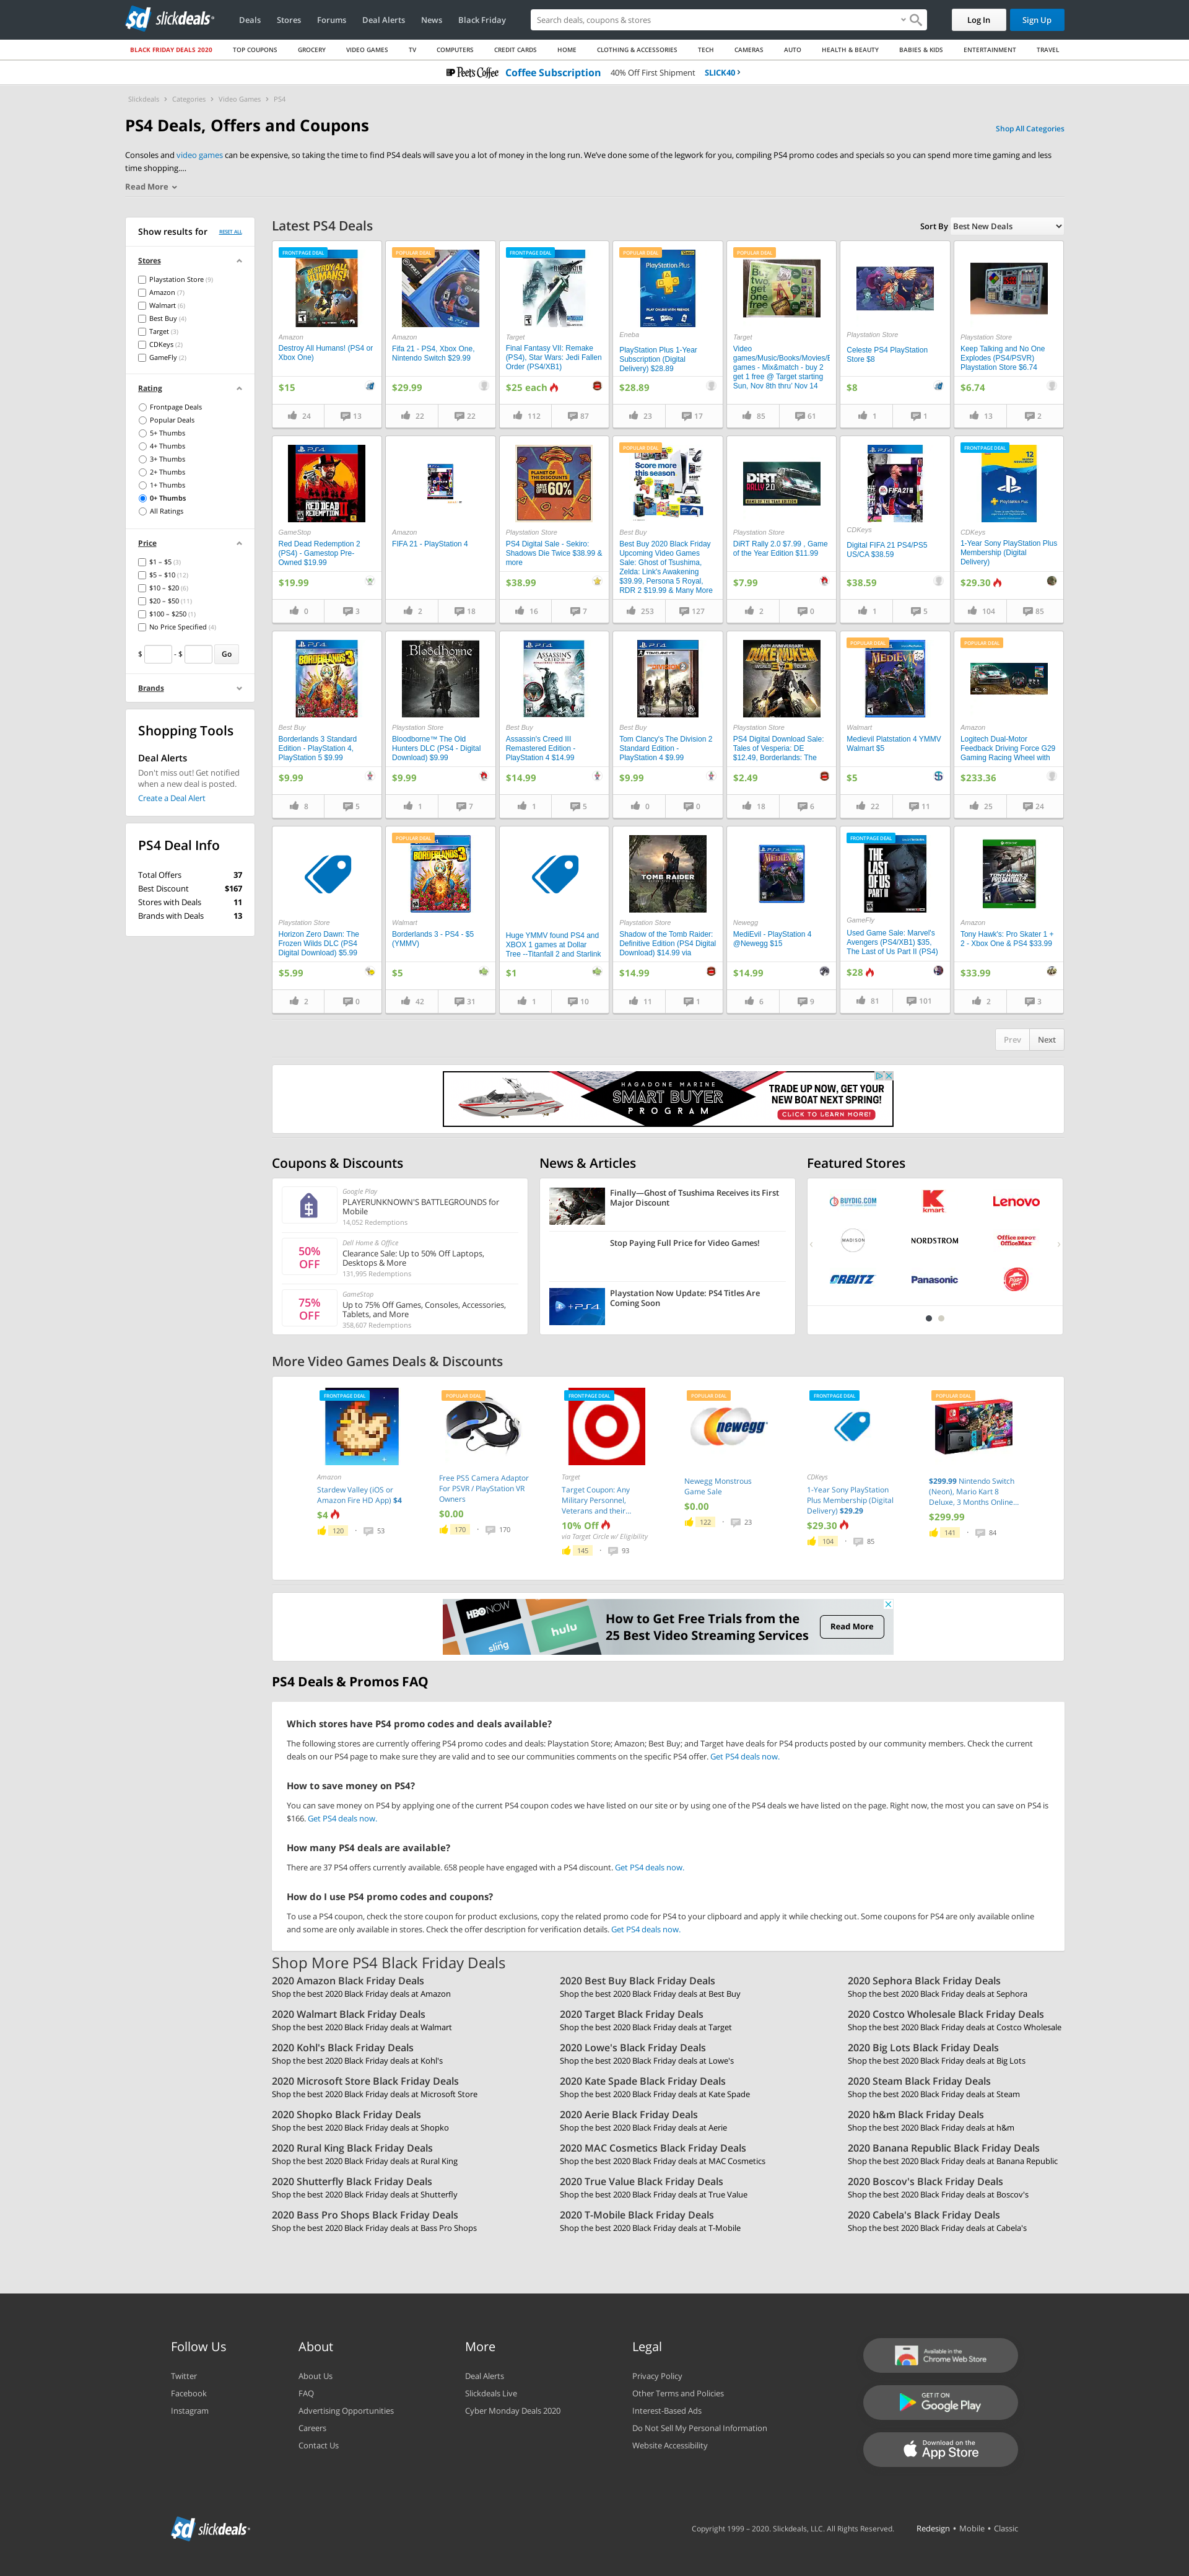 slickdeals
Deals
Stores
Forums
Deal Alerts
News
Black Friday
Search deals, coupons & stores
Log In
Sign Up
BLACK FRIDAY DEALS 2020
TOP COUPONS
GROCERY
VIDEO GAMES
TV
COMPUTERS
CREDIT CARDS
HOME
CLOTHING & ACCESSORIES
TECH
CAMERAS
AUTO
HEALTH & BEAUTY
BABIES & KIDS
ENTERTAINMENT
TRAVEL
Peet's Coffee Coffee Subscription 40% Off First Shipment SLICK40 ›
Slickdeals › Categories › Video Games › PS4
PS4 Deals, Offers and Coupons
Shop All Categories
Consoles and video games can be expensive, so taking the time to find PS4 deals will save you a lot of money in the long run. We've done some of the legwork for you, compiling PS4 promo codes and specials so you can spend more time gaming and less
time shopping....
Read More
Show results for
RESET ALL
Stores
Playstation Store (9)
Amazon (7)
Walmart (6)
Best Buy (4)
Target (3)
CDKeys (2)
GameFly (2)
Rating
Frontpage Deals
Popular Deals
5+ Thumbs
4+ Thumbs
3+ Thumbs
2+ Thumbs
1+ Thumbs
0+ Thumbs
All Ratings
Price
$1 – $5 (3)
$5 – $10 (12)
$10 – $20 (6)
$20 – $50 (11)
$100 – $250 (1)
No Price Specified (4)
$ - $ Go
Brands
Shopping Tools
Deal Alerts
Don't miss out! Get notified
when a new deal is posted.
Create a Deal Alert
PS4 Deal Info
Total Offers 37
Best Discount $167
Stores with Deals 11
Brands with Deals 13
Latest PS4 Deals
Sort By Best New Deals
FRONTPAGE DEAL
Amazon
Destroy All Humans! (PS4 or
Xbox One)
$15
24
13
POPULAR DEAL
Amazon
Fifa 21 - PS4, Xbox One,
Nintendo Switch $29.99
$29.99
22
22
FRONTPAGE DEAL
Target
Final Fantasy VII: Remake
(PS4), Star Wars: Jedi Fallen
Order (PS4/XB1)
$25 each
112
87
POPULAR DEAL
Eneba
PlayStation Plus 1-Year
Subscription (Digital
Delivery) $28.89
$28.89
23
17
POPULAR DEAL
Target
Video
games/Music/Books/Movies/B
games - Mix&match - buy 2
get 1 free @ Target starting
Sun, Nov 8th thru' Nov 14
85
61
Playstation Store
Celeste PS4 PlayStation
Store $8
$8
1
1
Playstation Store
Keep Talking and No One
Explodes (PS4/PSVR)
Playstation Store $6.74
$6.74
13
2
GameStop
Red Dead Redemption 2
(PS4) - Gamestop Pre-
Owned $19.99
$19.99
0
3
Amazon
FIFA 21 - PlayStation 4
2
18
PLANET OF
THE DISCOUNTS
60%
Playstation Store
PS4 Digital Sale - Sekiro:
Shadows Die Twice $38.99 &
more
$38.99
16
7
POPULAR DEAL
Score more
this season
Best Buy
Best Buy 2020 Black Friday
Upcoming Video Games
Sale: Ghost of Tsushima,
Zelda: Link's Awakening
$39.99, Persona 5 Royal,
RDR 2 $19.99 & Many More
253
127
DiRT
RALLY 2.0
Playstation Store
DiRT Rally 2.0 $7.99 , Game
of the Year Edition $11.99
$7.99
2
0
CDKeys
Digital FIFA 21 PS4/PS5
US/CA $38.59
$38.59
1
5
FRONTPAGE DEAL
CDKeys
1-Year Sony PlayStation Plus
Membership (Digital
Delivery)
$29.30
104
85
Best Buy
Borderlands 3 Standard
Edition - PlayStation 4,
PlayStation 5 $9.99
$9.99
8
5
Bloodborne
Playstation Store
Bloodborne™ The Old
Hunters DLC (PS4 - Digital
Download) $9.99
$9.99
1
7
Best Buy
Assassin's Creed III
Remastered Edition -
PlayStation 4 $14.99
$14.99
1
5
Best Buy
Tom Clancy's The Division 2
Standard Edition -
PlayStation 4 $9.99
$9.99
0
0
Playstation Store
PS4 Digital Download Sale:
Tales of Vesperia: DE
$12.49, Borderlands: The
$2.49
18
6
POPULAR DEAL
Walmart
Medievil Platstation 4 YMMV
Walmart $5
$5
22
11
POPULAR DEAL
Amazon
Logitech Dual-Motor
Feedback Driving Force G29
Gaming Racing Wheel with
$233.36
25
24
Playstation Store
Horizon Zero Dawn: The
Frozen Wilds DLC (PS4
Digital Download) $5.99
$5.99
2
0
POPULAR DEAL
Walmart
Borderlands 3 - PS4 - $5
(YMMV)
$5
42
31
Huge YMMV found PS4 and
XBOX 1 games at Dollar
Tree --Titanfall 2 and Starlink
$1
1
10
TOMB RAIDER
Playstation Store
Shadow of the Tomb Raider:
Definitive Edition (PS4 Digital
Download) $14.99 via
$14.99
11
1
Newegg
MediEvil - PlayStation 4
@Newegg $15
$14.99
6
9
FRONTPAGE DEAL
THE
LAST
OF US
PART II
GameFly
Used Game Sale: Marvel's
Avengers (PS4/XB1) $35,
The Last of Us Part II (PS4)
$28
81
101
Amazon
Tony Hawk's: Pro Skater 1 +
2 - Xbox One & PS4 $33.99
$33.99
2
3
Prev
Next
HAGADONE MARINE
SMART BUYER
PROGRAM
TRADE UP NOW, GET YOUR
NEW BOAT NEXT SPRING!
CLICK TO LEARN MORE!
Coupons & Discounts
Google Play
PLAYERUNKNOWN'S BATTLEGROUNDS for
Mobile
14,052 Redemptions
50%
OFF
Dell Home & Office
Clearance Sale: Up to 50% Off Laptops,
Desktops & More
131,995 Redemptions
75%
OFF
GameStop
Up to 75% Off Games, Consoles, Accessories,
Tablets, and More
358,607 Redemptions
News & Articles
Finally—Ghost of Tsushima Receives its First
Major Discount
Stop Paying Full Price for Video Games!
Playstation Now Update: PS4 Titles Are
Coming Soon
Featured Stores
BUYDIG.COM
Kmart
Lenovo
MADISON
NORDSTROM
Office DEPOT
OfficeMax
ORBITZ
Panasonic
Pizza Hut
More Video Games Deals & Discounts
FRONTPAGE DEAL
Amazon
Stardew Valley (iOS or
Amazon Fire HD App) $4
$4
120 • 53
POPULAR DEAL
Free PS5 Camera Adaptor
For PSVR / PlayStation VR
Owners
$0.00
170 • 170
FRONTPAGE DEAL
Target
Target Coupon: Any
Military Personnel,
Veterans and their...
10% Off
via Target Circle w/ Eligibility
145 • 93
POPULAR DEAL
newegg
Newegg Monstrous
Game Sale
$0.00
122 • 23
FRONTPAGE DEAL
CDKeys
1-Year Sony PlayStation
Plus Membership (Digital
Delivery) $29.29
$29.30
104 • 85
POPULAR DEAL
$299.99 Nintendo Switch
(Neon), Mario Kart 8
Deluxe, 3 Months Online...
$299.99
141 • 84
HBO NOW
sling
hulu
How to Get Free Trials from the
25 Best Video Streaming Services
Read More
PS4 Deals & Promos FAQ
Which stores have PS4 promo codes and deals available?
The following stores are currently offering PS4 promo codes and deals: Playstation Store; Amazon; Best Buy; and Target have deals for PS4 products posted by our community members. Check the current
deals on our PS4 page to make sure they are valid and to see our communities comments on the specific PS4 offer. Get PS4 deals now.
How to save money on PS4?
You can save money on PS4 by applying one of the current PS4 coupon codes we have listed on our site or by using one of the PS4 deals we have listed on the page. Right now, the most you can save on PS4 is
$166. Get PS4 deals now.
How many PS4 deals are available?
There are 37 PS4 offers currently available. 658 people have engaged with a PS4 discount. Get PS4 deals now.
How do I use PS4 promo codes and coupons?
To use a PS4 coupon, check the store coupon for product exclusions, copy the related promo code for PS4 to your clipboard and apply it while checking out. Some coupons for PS4 are only available online
and some are only available in stores. Check the offer description for verification details. Get PS4 deals now.
Shop More PS4 Black Friday Deals
2020 Amazon Black Friday Deals
Shop the best 2020 Black Friday deals at Amazon
2020 Best Buy Black Friday Deals
Shop the best 2020 Black Friday deals at Best Buy
2020 Sephora Black Friday Deals
Shop the best 2020 Black Friday deals at Sephora
2020 Walmart Black Friday Deals
Shop the best 2020 Black Friday deals at Walmart
2020 Target Black Friday Deals
Shop the best 2020 Black Friday deals at Target
2020 Costco Wholesale Black Friday Deals
Shop the best 2020 Black Friday deals at Costco Wholesale
2020 Kohl's Black Friday Deals
Shop the best 2020 Black Friday deals at Kohl's
2020 Lowe's Black Friday Deals
Shop the best 2020 Black Friday deals at Lowe's
2020 Big Lots Black Friday Deals
Shop the best 2020 Black Friday deals at Big Lots
2020 Microsoft Store Black Friday Deals
Shop the best 2020 Black Friday deals at Microsoft Store
2020 Kate Spade Black Friday Deals
Shop the best 2020 Black Friday deals at Kate Spade
2020 Steam Black Friday Deals
Shop the best 2020 Black Friday deals at Steam
2020 Shopko Black Friday Deals
Shop the best 2020 Black Friday deals at Shopko
2020 Aerie Black Friday Deals
Shop the best 2020 Black Friday deals at Aerie
2020 h&m Black Friday Deals
Shop the best 2020 Black Friday deals at h&m
2020 Rural King Black Friday Deals
Shop the best 2020 Black Friday deals at Rural King
2020 MAC Cosmetics Black Friday Deals
Shop the best 2020 Black Friday deals at MAC Cosmetics
2020 Banana Republic Black Friday Deals
Shop the best 2020 Black Friday deals at Banana Republic
2020 Shutterfly Black Friday Deals
Shop the best 2020 Black Friday deals at Shutterfly
2020 True Value Black Friday Deals
Shop the best 2020 Black Friday deals at True Value
2020 Boscov's Black Friday Deals
Shop the best 2020 Black Friday deals at Boscov's
2020 Bass Pro Shops Black Friday Deals
Shop the best 2020 Black Friday deals at Bass Pro Shops
2020 T-Mobile Black Friday Deals
Shop the best 2020 Black Friday deals at T-Mobile
2020 Cabela's Black Friday Deals
Shop the best 2020 Black Friday deals at Cabela's
Follow Us
Twitter
Facebook
Instagram
About
About Us
FAQ
Advertising Opportunities
Careers
Contact Us
More
Deal Alerts
Slickdeals Live
Cyber Monday Deals 2020
Legal
Privacy Policy
Other Terms and Policies
Interest-Based Ads
Do Not Sell My Personal Information
Website Accessibility
Available in the
Chrome Web Store
GET IT ON
Google Play
Download on the
App Store
slickdeals
Copyright 1999 – 2020. Slickdeals, LLC. All Rights Reserved.
Redesign • Mobile • Classic